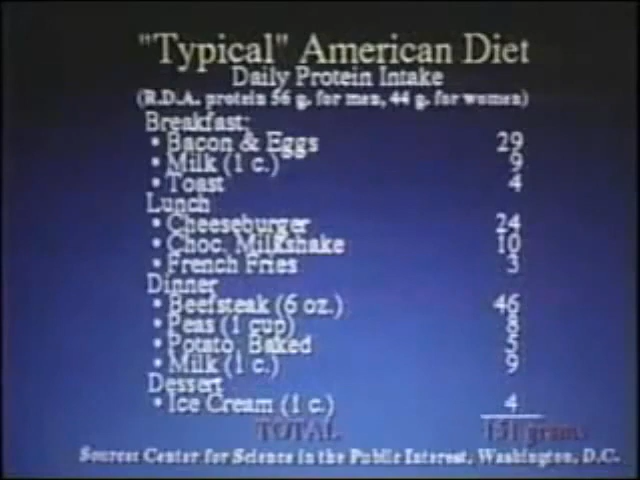 "Typical" American Diet
Daily Protein Intake
(R.D.A. protein 56 g. for men, 44 g. for women)
Breakfast:
• Bacon & Eggs 29
• Milk (1 c.) 9
• Toast 4
Lunch
• Cheeseburger 24
• Choc. Milkshake 10
• French Fries 3
Dinner
• Beefsteak (6 oz.) 46
• Peas (1 cup) 8
• Potato, Baked 5
• Milk (1 c.) 9
Dessert
• Ice Cream (1 c.) 4
TOTAL 151 grams
Source: Center for Science in the Public Interest, Washington, D.C.